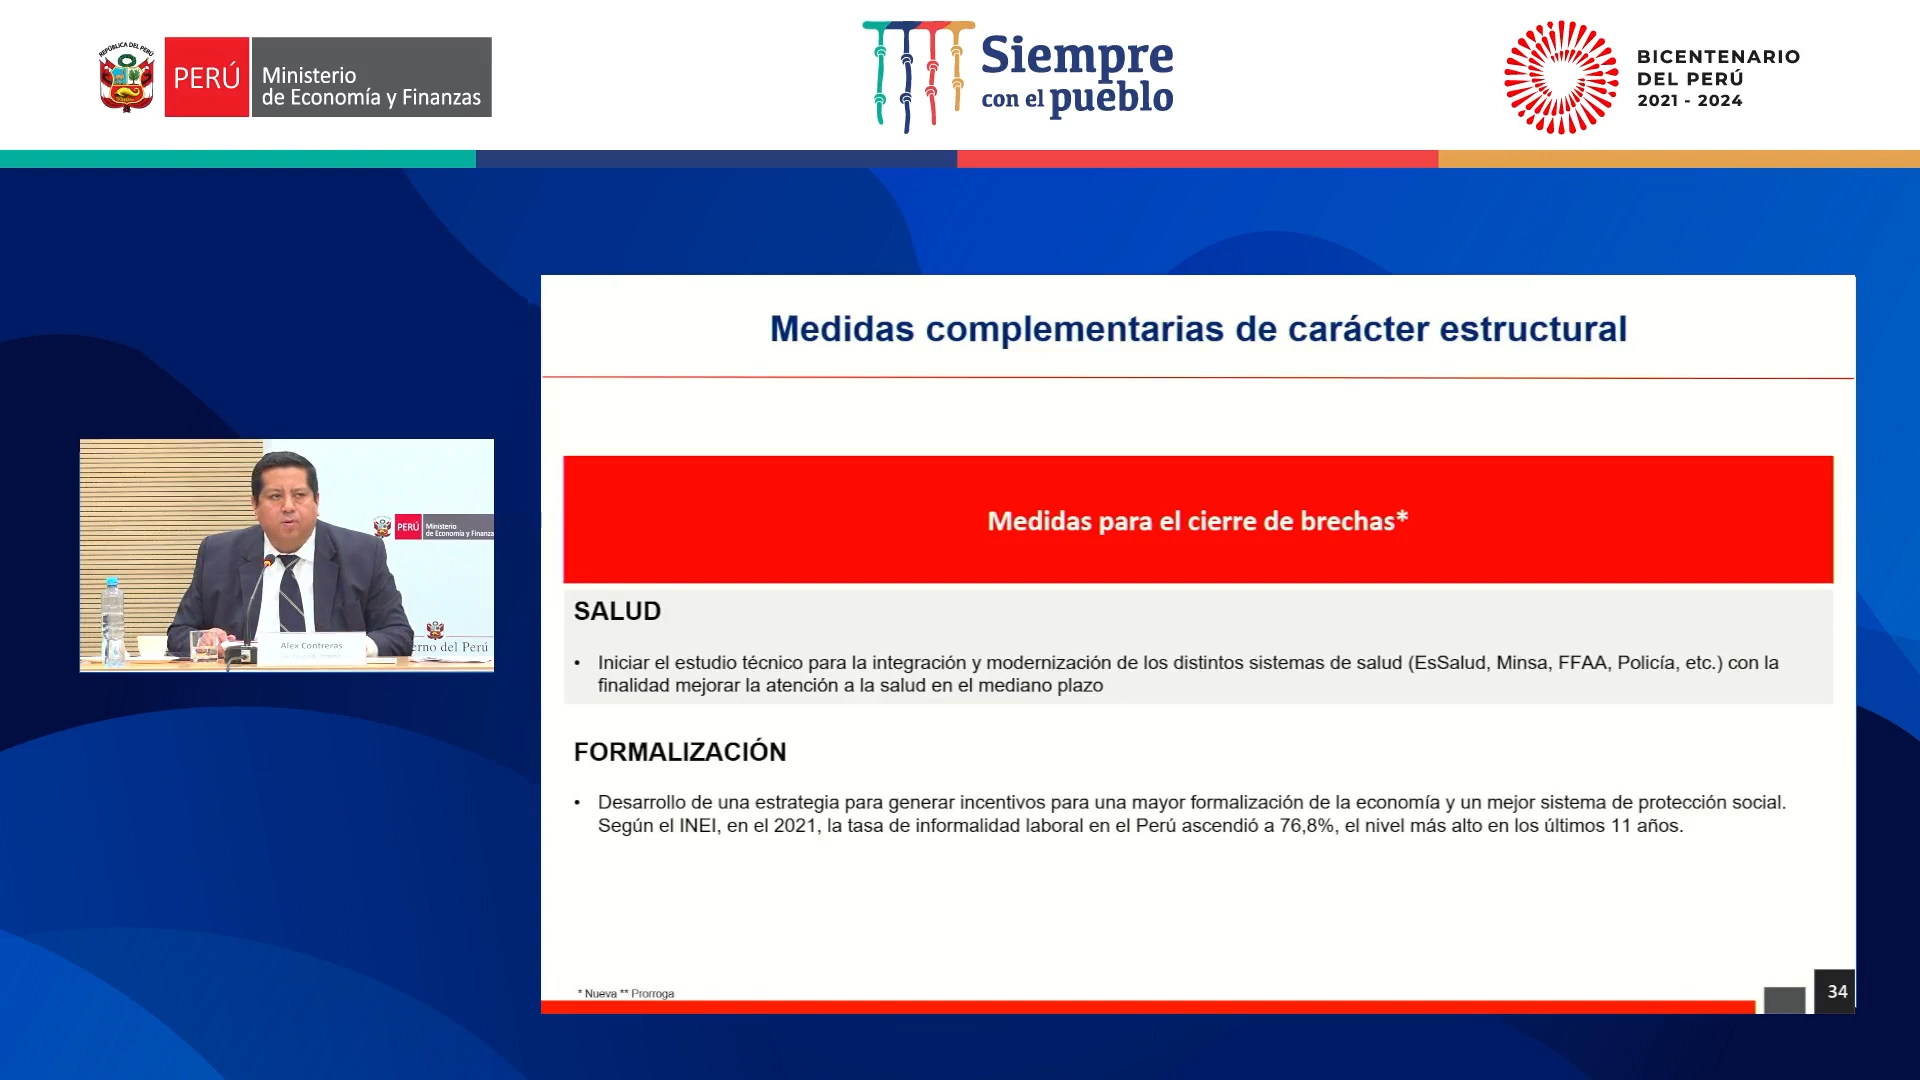 REPÚBLICA DEL PERÚ
PERÚ
Ministerio
de Economía y Finanzas
Siempre
con el pueblo
BICENTENARIO
DEL PERÚ
2021 - 2024
Medidas complementarias de carácter estructural
Medidas para el cierre de brechas*
SALUD
• Iniciar el estudio técnico para la integración y modernización de los distintos sistemas de salud (EsSalud, Minsa, FFAA, Policía, etc.) con la
finalidad mejorar la atención a la salud en el mediano plazo
FORMALIZACIÓN
• Desarrollo de una estrategia para generar incentivos para una mayor formalización de la economía y un mejor sistema de protección social.
Según el INEI, en el 2021, la tasa de informalidad laboral en el Perú ascendió a 76,8%, el nivel más alto en los últimos 11 años.
* Nueva ** Prorroga
34
PERÚ
Ministerio
de Economía y Finanza
Alex Contreras
erno del Perú